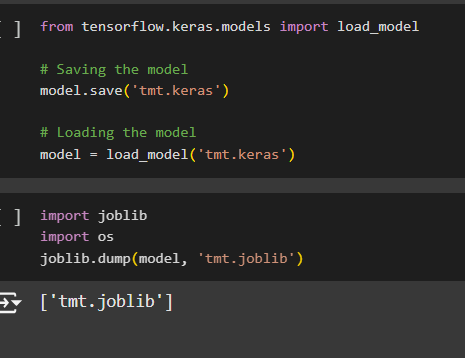 [ ] from tensorflow.keras.models import load_model
# Saving the model
model.save('tmt.keras')
# Loading the model
model = load_model('tmt.keras')
[ ] import joblib
import os
joblib.dump(model, 'tmt.joblib')
['tmt.joblib']